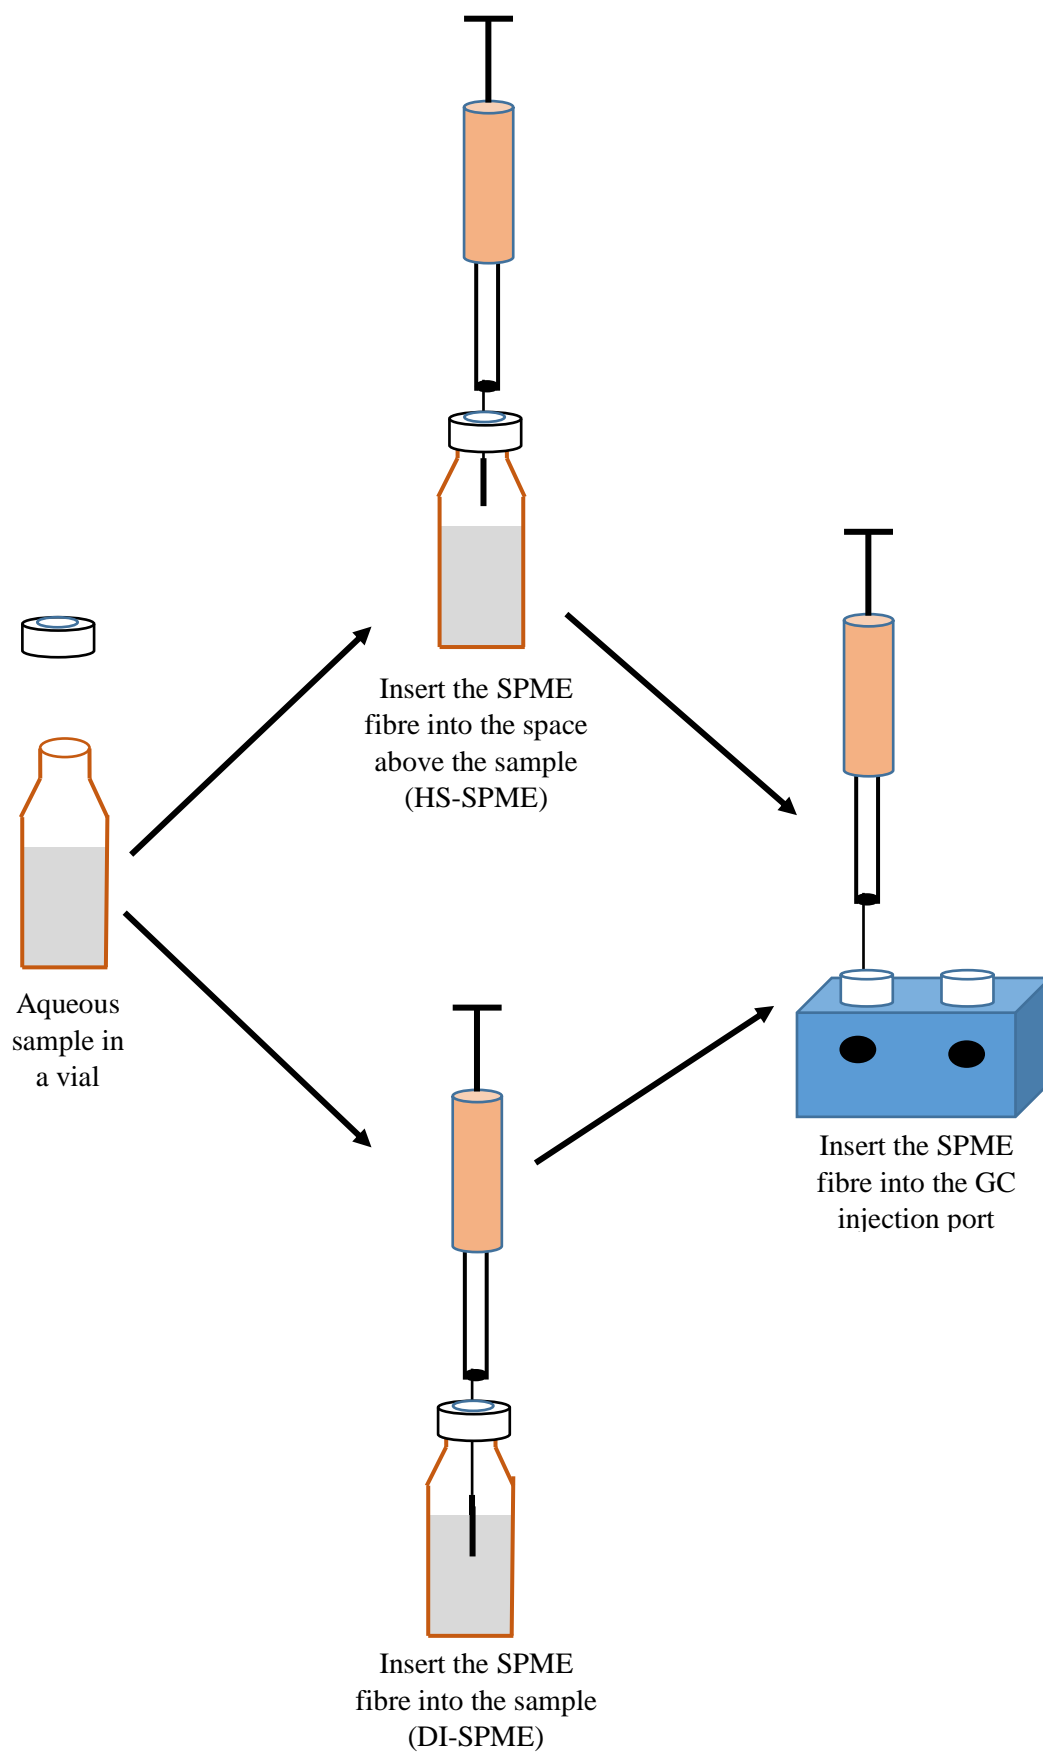 Insert the SPME
fibre into the space
above the sample
(HS-SPME)
Aqueous
sample in
a vial
Insert the SPME
fibre into the GC
injection port
Insert the SPME
fibre into the sample
(DI-SPME)